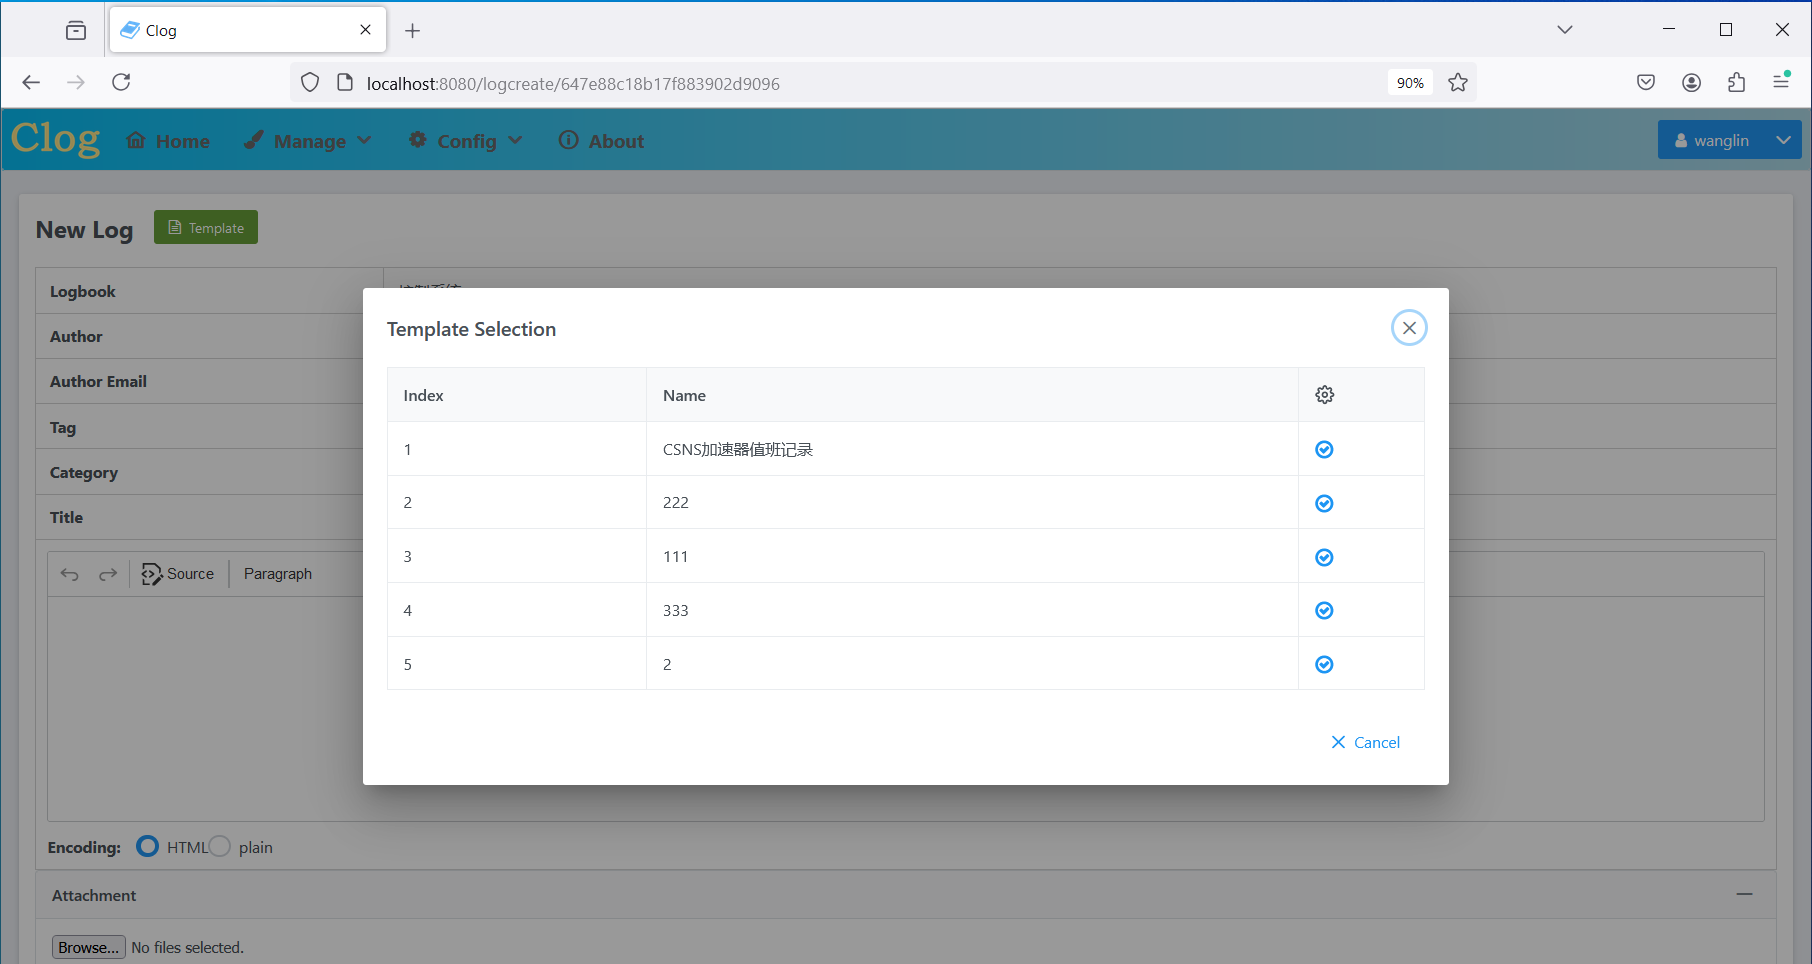 Clog
localhost:8080/logcreate/647e88c18b17f883902d9096
90%
Clog
Home
Manage
Config
About
wanglin
New Log
Template
Logbook
Author
Author Email
Tag
Category
Title
Template Selection
Index Name
1 CSNS加速器值班记录
2 222
3 111
4 333
5 2
Cancel
Source
Paragraph
Encoding: HTML plain
Attachment
Browse... No files selected.